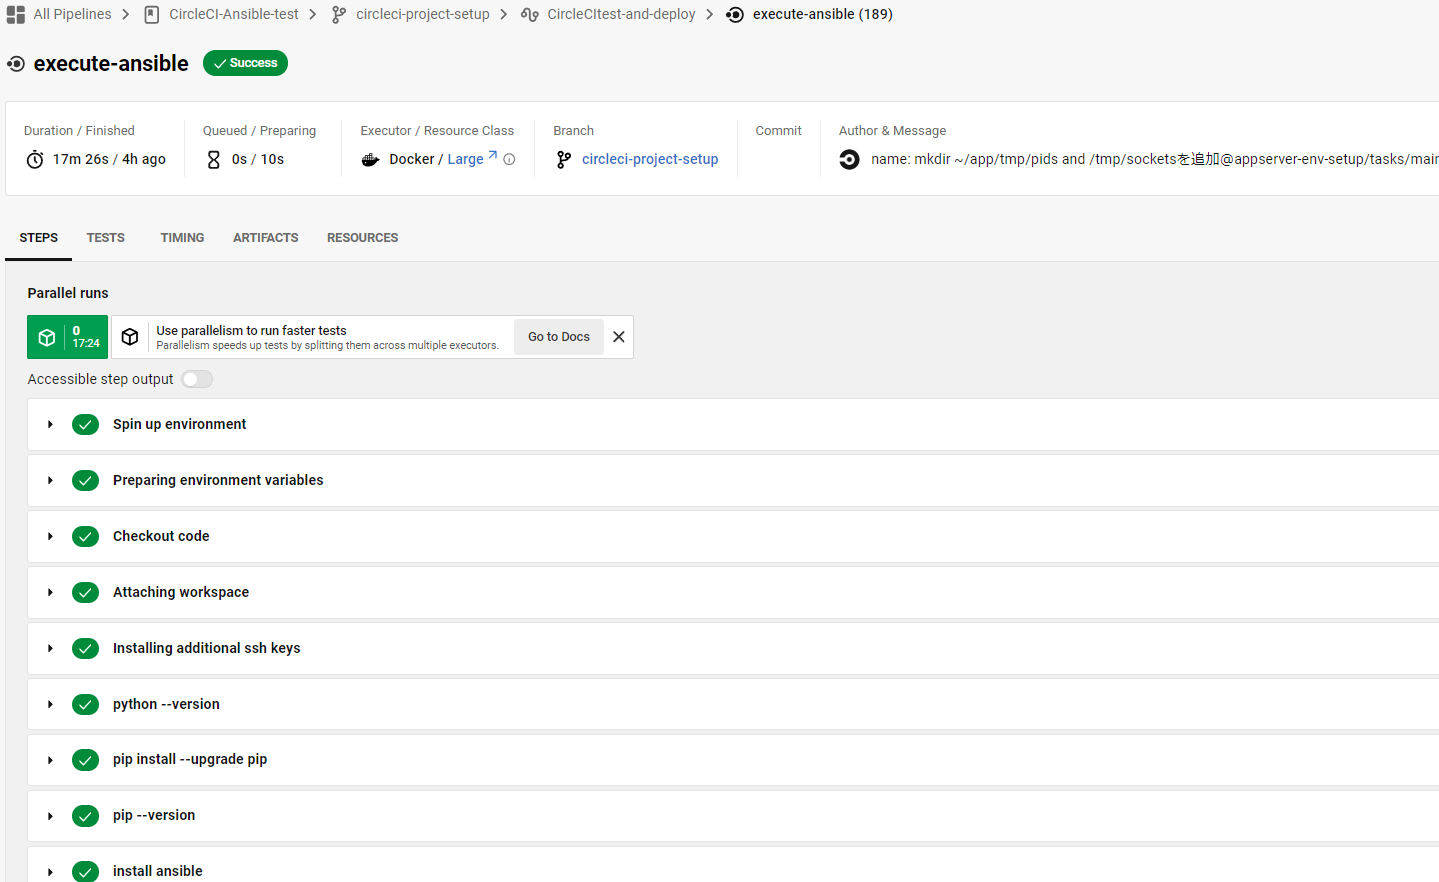 All Pipelines CircleCI-Ansible-test circleci-project-setup CircleCItest-and-deploy execute-ansible (189)
execute-ansible Success
Duration / Finished Queued / Preparing Executor / Resource Class Branch Commit Author & Message
17m 26s / 4h ago 0s / 10s Docker / Large circleci-project-setup name: mkdir ~/app/tmp/pids and /tmp/socketsを追加@appserver-env-setup/tasks/main
STEPS TESTS TIMING ARTIFACTS RESOURCES
Parallel runs
0
17:24
Use parallelism to run faster tests
Parallelism speeds up tests by splitting them across multiple executors.
Go to Docs
Accessible step output
Spin up environment
Preparing environment variables
Checkout code
Attaching workspace
Installing additional ssh keys
python --version
pip install --upgrade pip
pip --version
install ansible